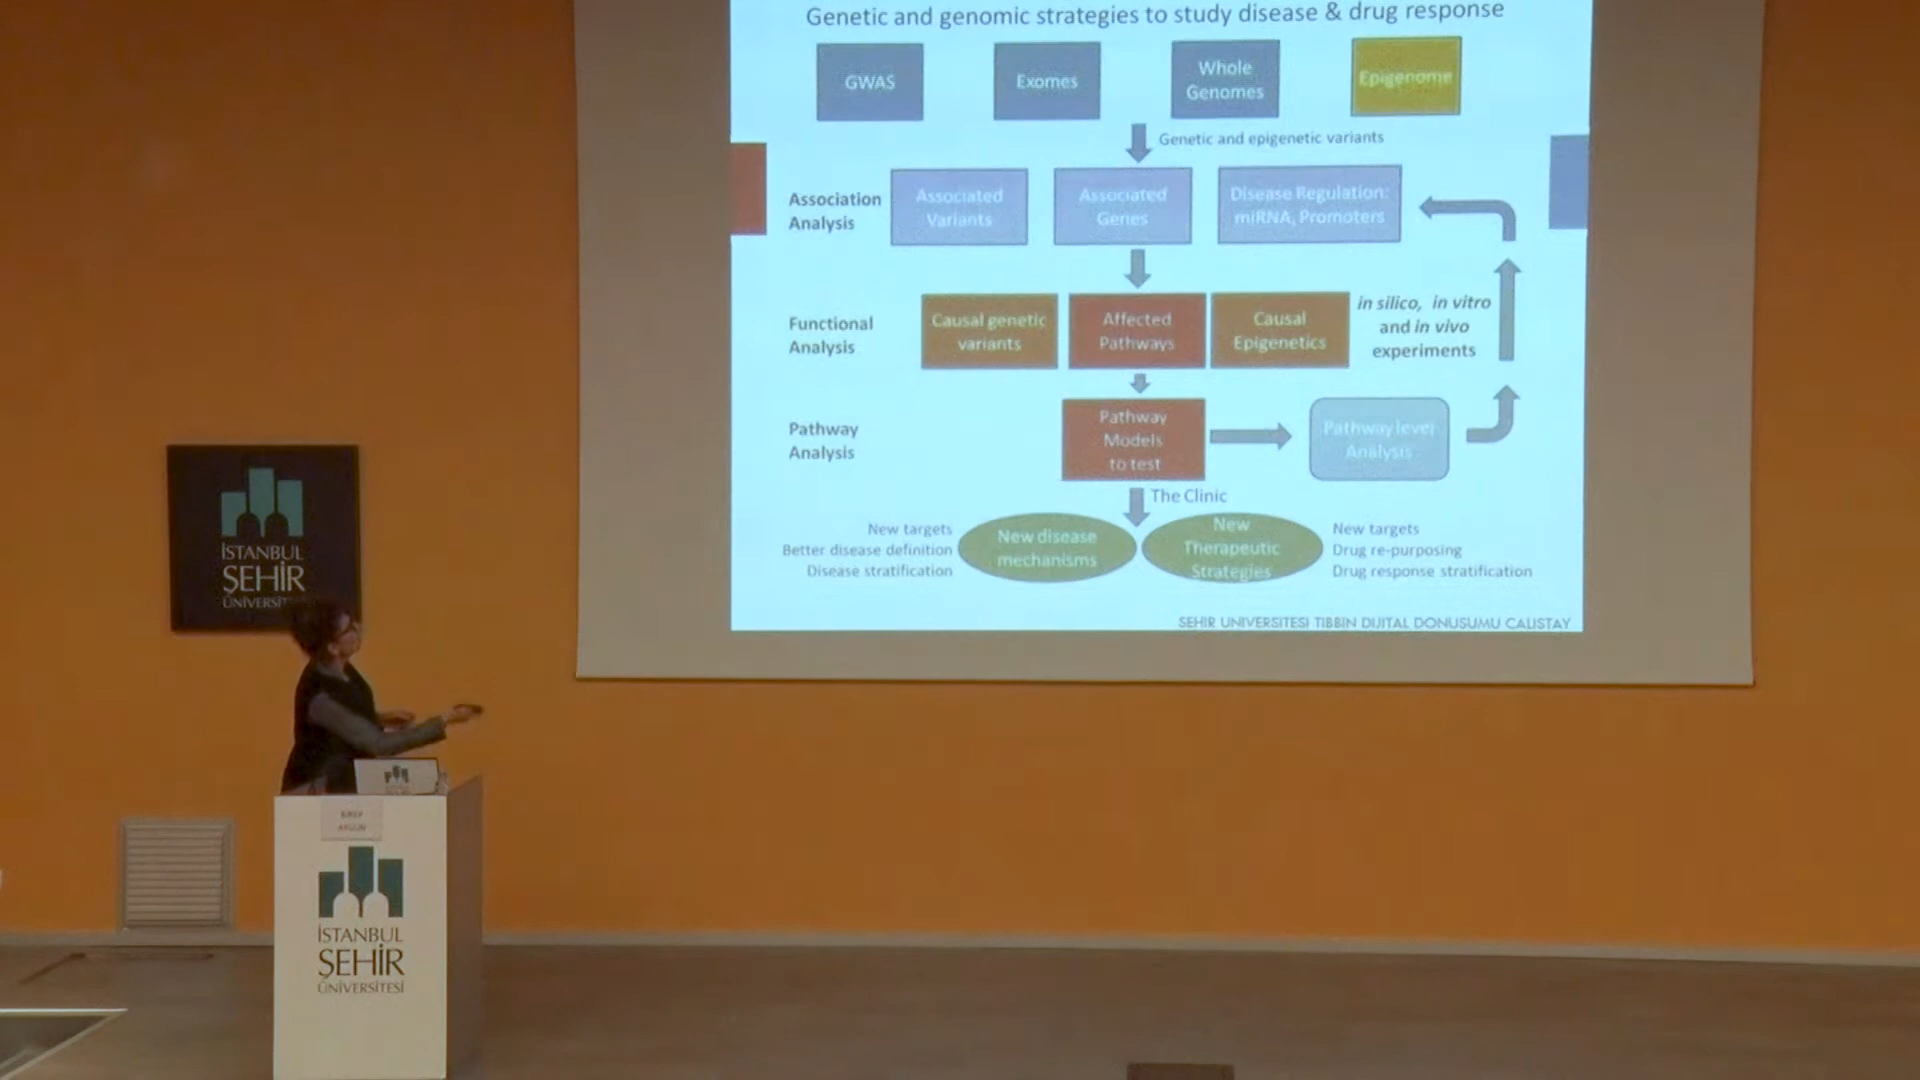 Genetic and genomic strategies to study disease & drug response
GWAS
Exomes
Whole
Genomes
Epigenome
Genetic and epigenetic variants
Association
Analysis
Associated
Variants
Associated
Genes
Disease Regulation:
miRNA, Promoters
Functional
Analysis
Causal genetic
variants
Affected
Pathways
Causal
Epigenetics
in silico, in vitro
and in vivo
experiments
Pathway
Analysis
Pathway
Models
to test
Pathway level
Analysis
The Clinic
New targets
Better disease definition
Disease stratification
New disease
mechanisms
New
Therapeutic
Strategies
New targets
Drug re-purposing
Drug response stratification
SEHIR UNIVERSITESI TIBBIN DIJITAL DONUSUMU CALISTAY
İSTANBUL
ŞEHİR
İSTANBUL
ŞEHİR
ÜNİVERSİTESİ